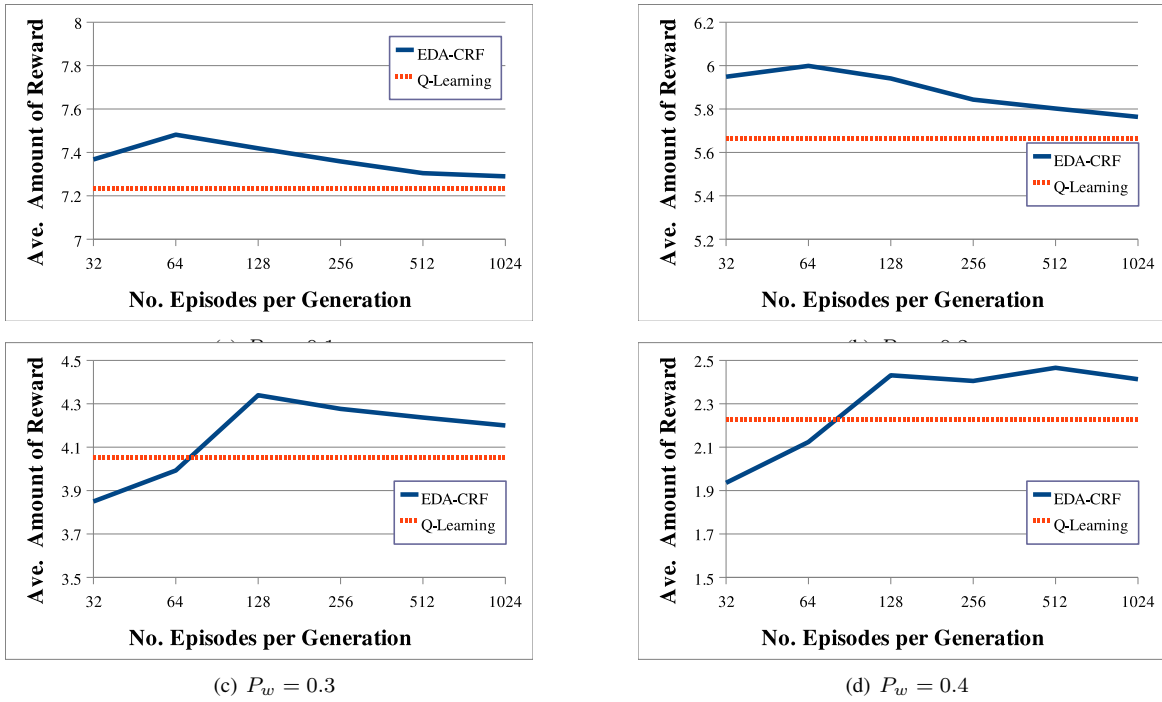 8
7.8
7.6
7.4
7.2
7
Ave. Amount of Reward
EDA-CRF
Q-Learning
32 64 128 256 512 1024
No. Episodes per Generation
6.2
6
5.8
5.6
5.4
5.2
Ave. Amount of Reward
EDA-CRF
Q-Learning
32 64 128 256 512 1024
No. Episodes per Generation
4.5
4.3
4.1
3.9
3.7
3.5
Ave. Amount of Reward
EDA-CRF
Q-Learning
32 64 128 256 512 1024
No. Episodes per Generation
(c) P_w = 0.3
2.5
2.3
2.1
1.9
1.7
1.5
Ave. Amount of Reward
EDA-CRF
Q-Learning
32 64 128 256 512 1024
No. Episodes per Generation
(d) P_w = 0.4